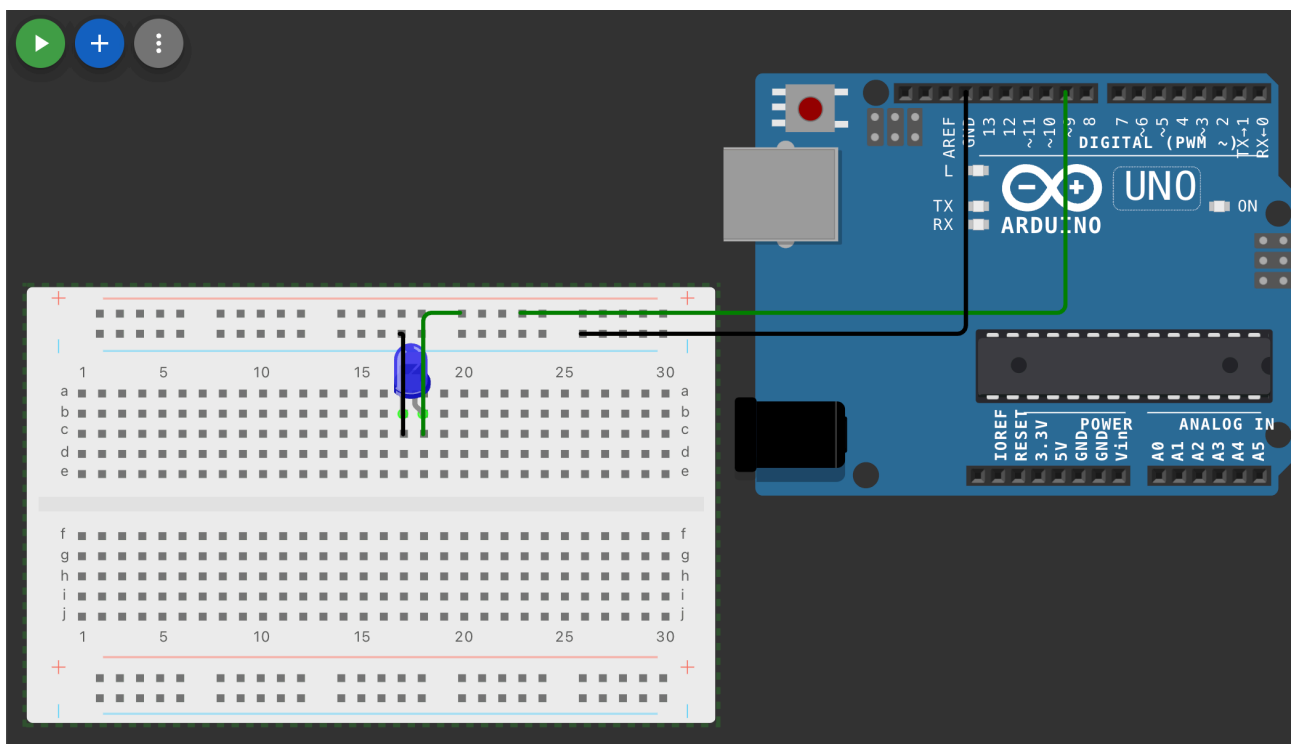 AREF GND 13 12 ~11 ~10 ~9 8 7 ~6 ~5 4 ~3 2 TX→1 RX←0
DIGITAL (PWM ~)
L
TX
RX
UNO
ON
ARDUINO
+ +
1 5 10 15 20 25 30
a a
b b
c c
d d
e e
f f
g g
h h
i i
j j
1 5 10 15 20 25 30
+ +
IOREF RESET 3.3V 5V GND GND Vin
POWER
ANALOG IN
A0 A1 A2 A3 A4 A5